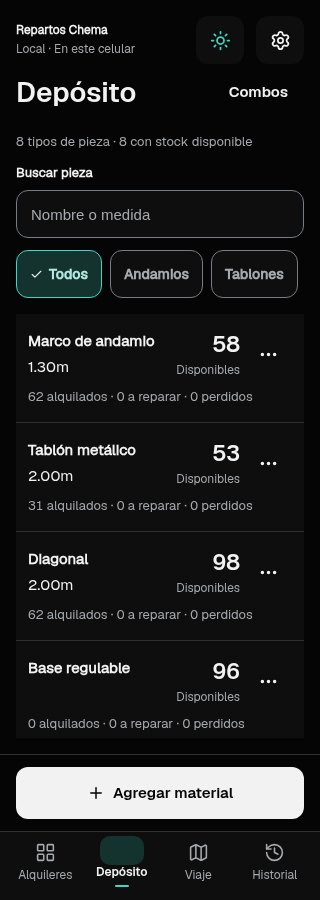 Repartos Chema
Local · En este celular
Depósito
Combos
8 tipos de pieza · 8 con stock disponible
Buscar pieza
Nombre o medida
Todos
Andamios
Tablones
Marco de andamio
58
1.30m
Disponibles
62 alquilados · 0 a reparar · 0 perdidos
Tablón metálico
53
2.00m
Disponibles
31 alquilados · 0 a reparar · 0 perdidos
Diagonal
98
2.00m
Disponibles
62 alquilados · 0 a reparar · 0 perdidos
Base regulable
96
Disponibles
0 alquilados · 0 a reparar · 0 perdidos
Agregar material
Alquileres
Depósito
Viaje
Historial